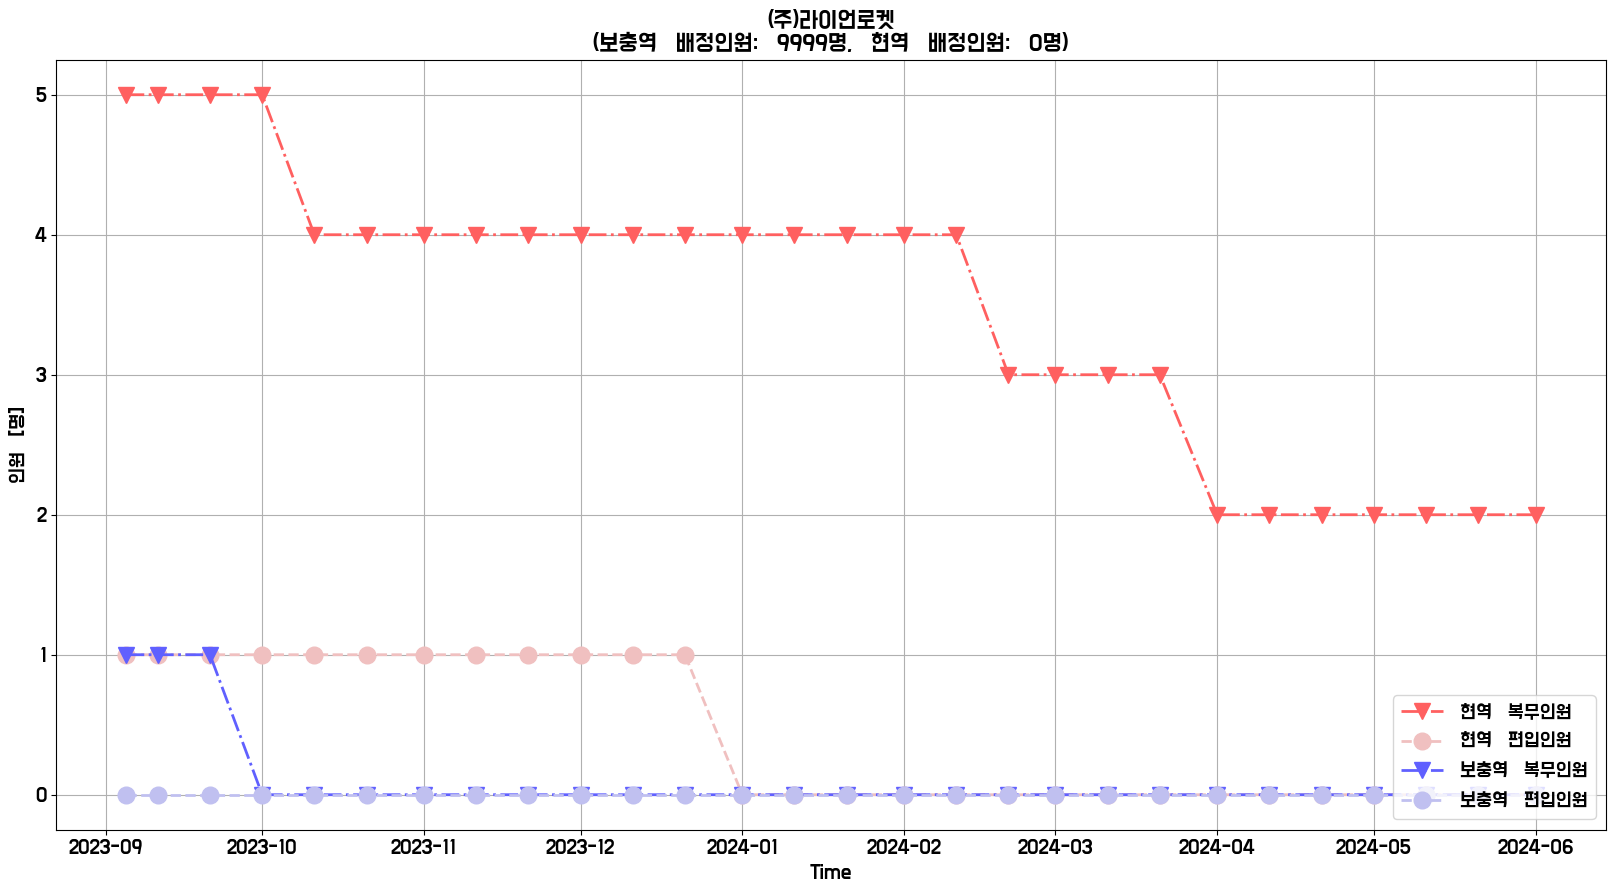 (주)라이언로켓
(보충역 배정인원: 9999명, 현역 배정인원: 0명)
5
4
3
2
1
0
인원 [명]
2023-09 2023-10 2023-11 2023-12 2024-01 2024-02 2024-03 2024-04 2024-05 2024-06
Time
현역 복무인원
현역 편입인원
보충역 복무인원
보충역 편입인원